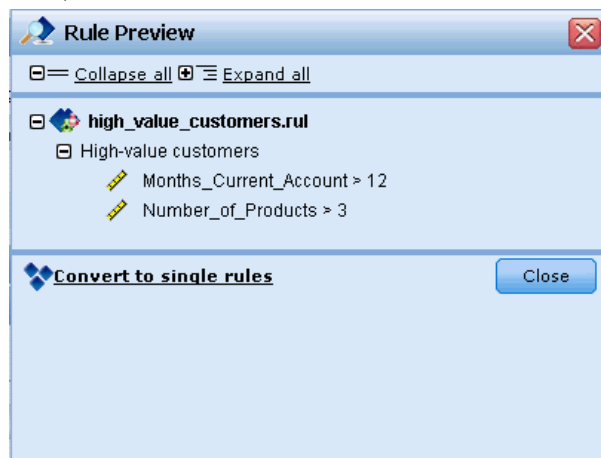 Rule Preview
Collapse all Expand all
high_value_customers.rul
High-value customers
Months_Current_Account > 12
Number_of_Products > 3
Convert to single rules
Close